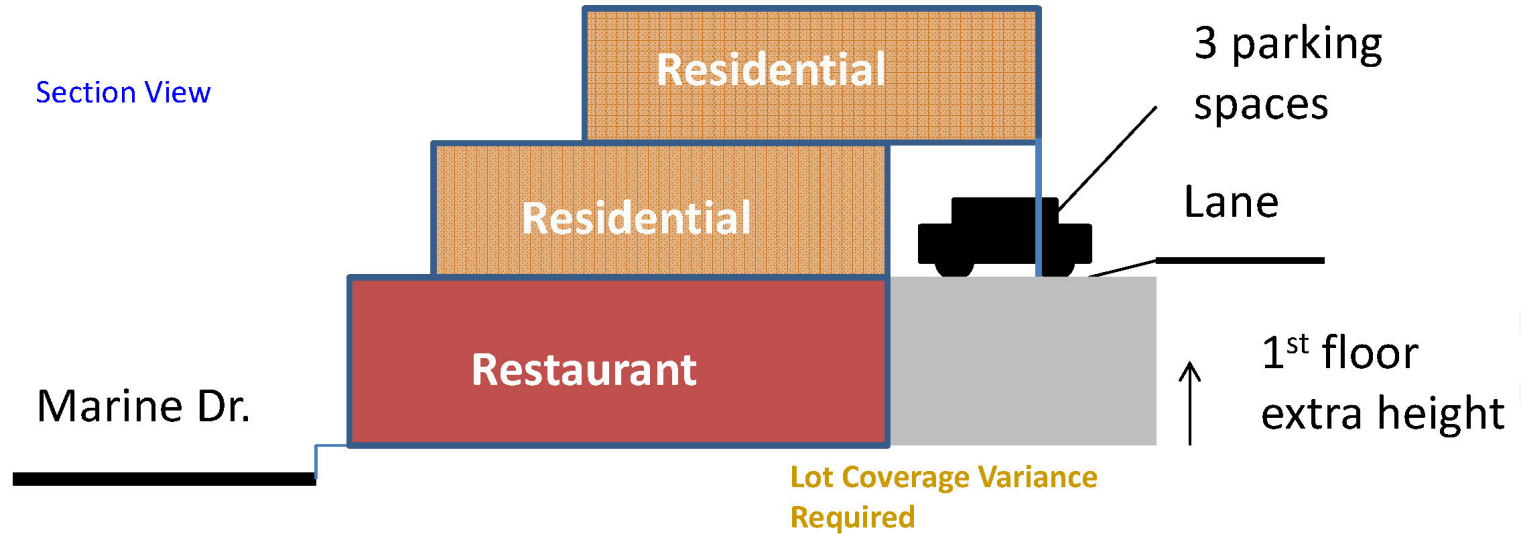 Section View
Residential
3 parking
spaces
Residential
Lane
Restaurant
1st floor
extra height
Marine Dr.
Lot Coverage Variance
Required